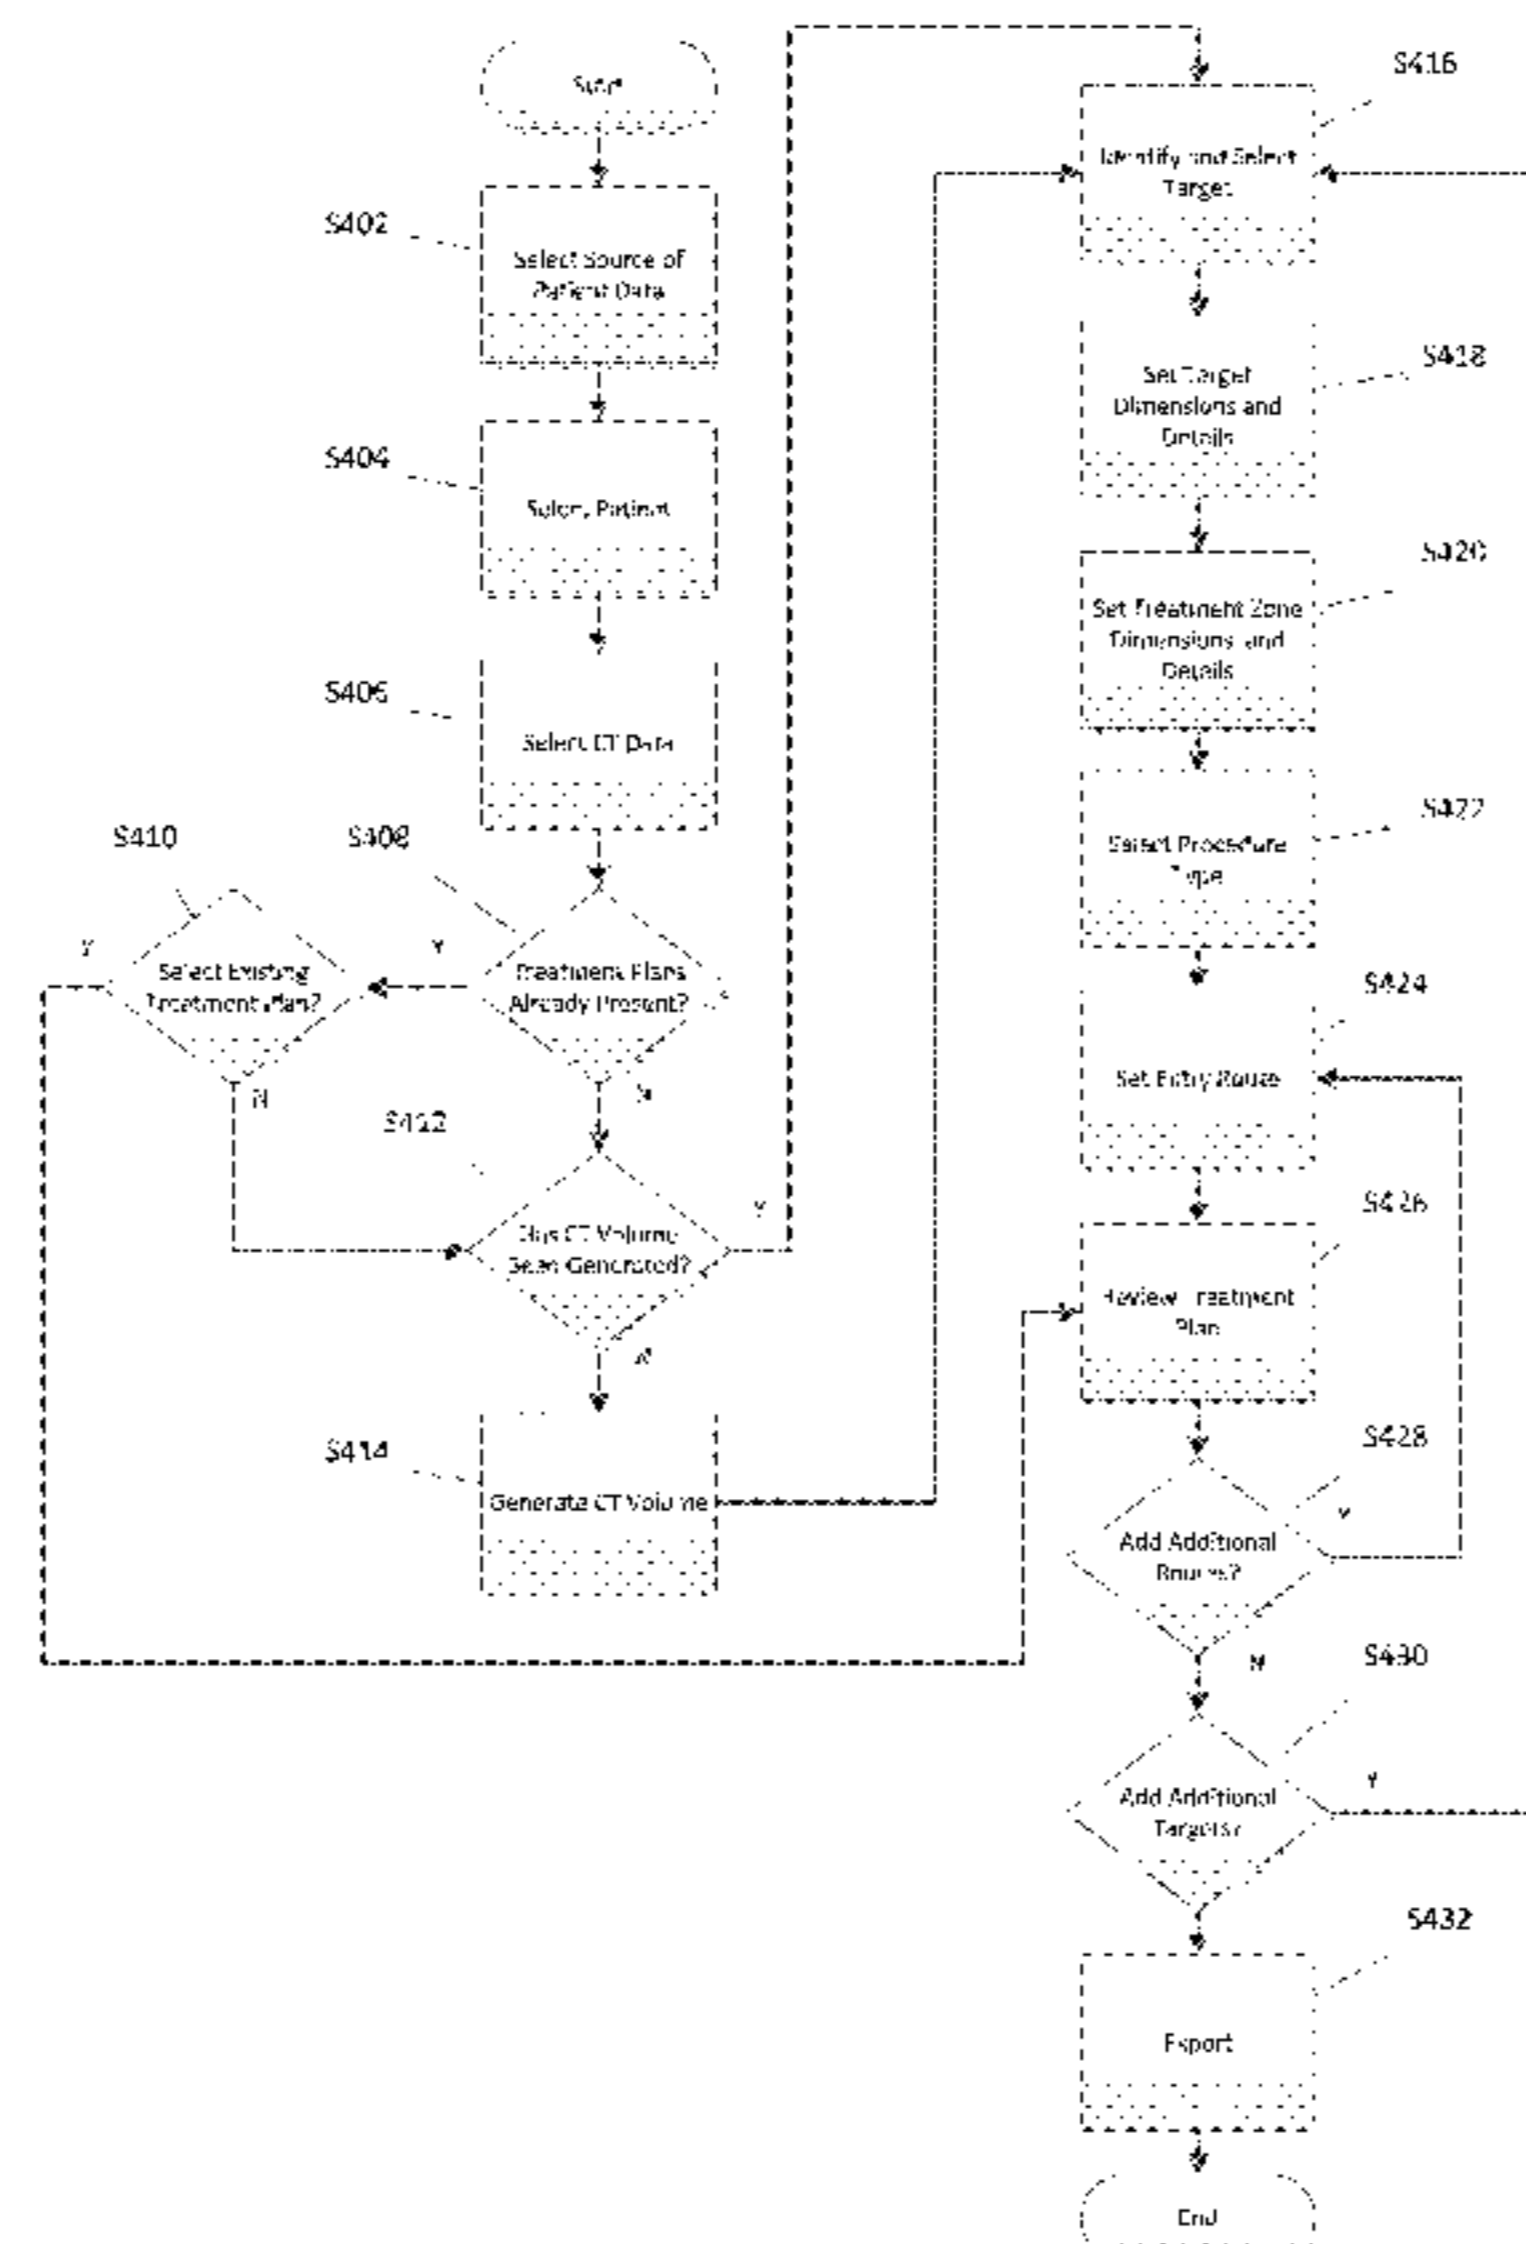 Start
S402
Select Source of
Patient Data
S404
Select Patient
S406
Select CT Data
S410
S408
Y
Select Existing
Treatment Plan?
Y
Treatment Plans
Already Present?
N
N
S412
Has CT Volume
Been Generated?
Y
N
S414
Generate CT Volume
S416
Identify and Select
Target
S418
Set Target
Dimensions and
Details
S420
Set Treatment Zone
Dimensions and
Details
S422
Select Procedure
Type
S424
Set Entry Route
S426
Review Treatment
Plan
S428
Add Additional
Routes?
Y
N
S430
Add Additional
Targets?
Y
S432
Export
End